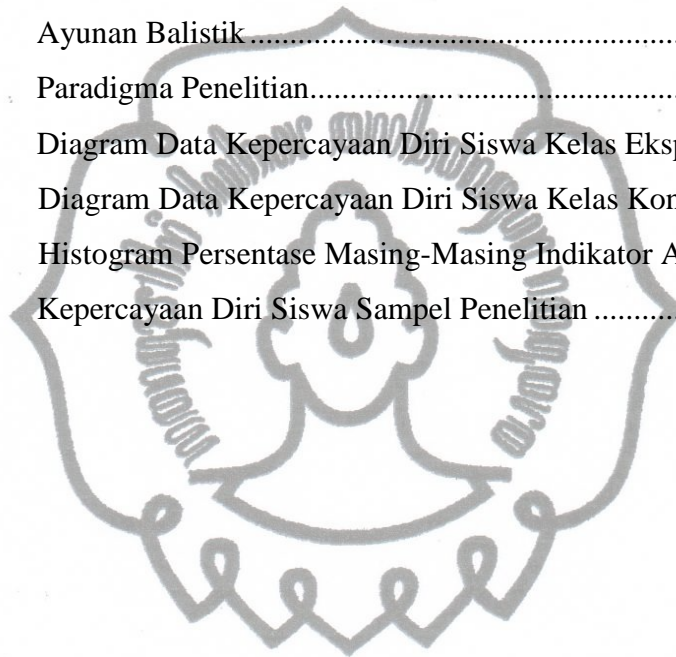 Ayunan Balistik ................................................................
Paradigma Penelitian................. ....................................
Diagram Data Kepercayaan Diri Siswa Kelas Eksp
Diagram Data Kepercayaan Diri Siswa Kelas Kon
Histogram Persentase Masing-Masing Indikator A
Kepercayaan Diri Siswa Sampel Penelitian ............